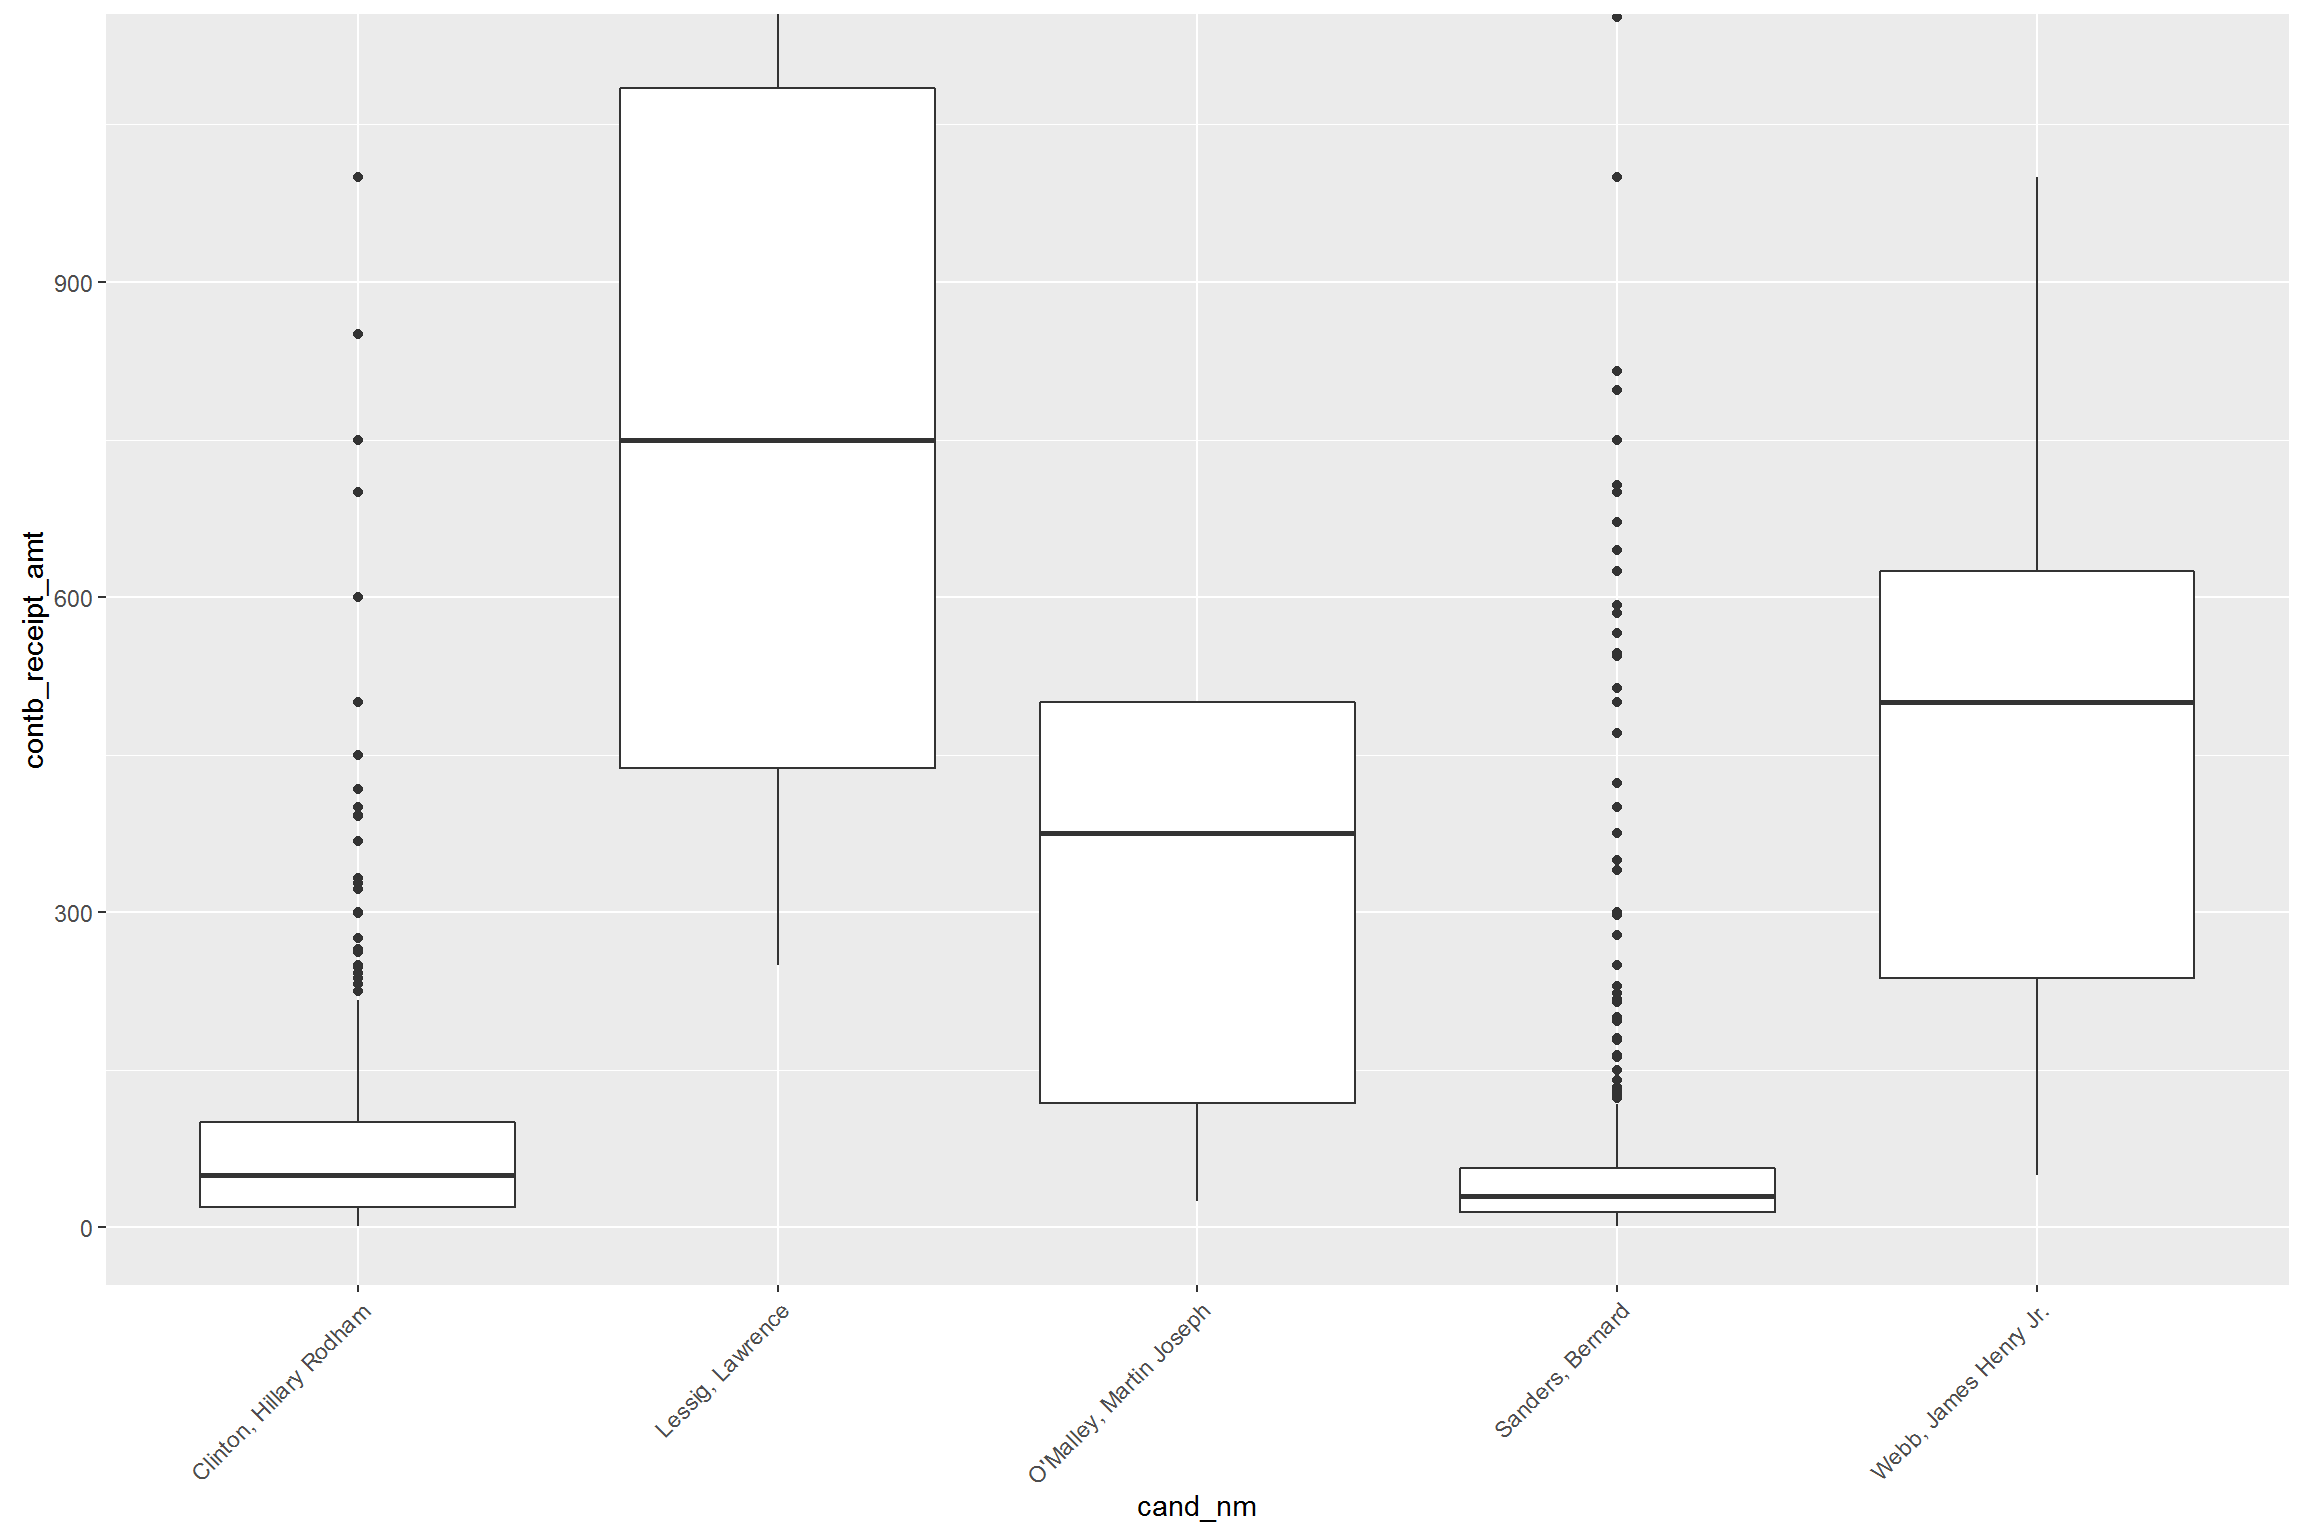 contb_receipt_amt
900
600
300
0
Clinton, Hillary Rodham
Lessig, Lawrence
O'Malley, Martin Joseph
Sanders, Bernard
Webb, James Henry Jr.
cand_nm